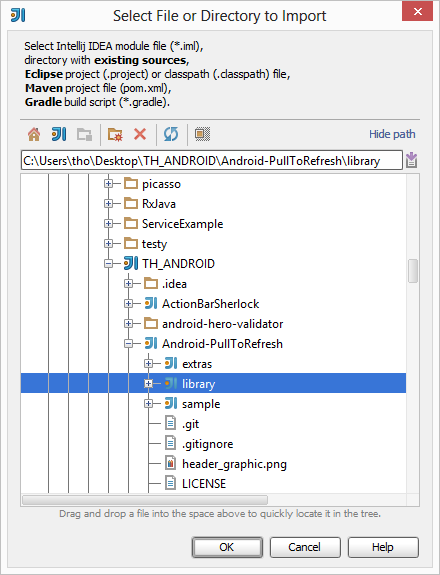 Select File or Directory to Import
Select Intellij IDEA module file (*.iml),
directory with existing sources,
Eclipse project (.project) or classpath (.classpath) file,
Maven project file (pom.xml),
Gradle build script (*.gradle).
Hide path
C:\Users\tho\Desktop\TH_ANDROID\Android-PullToRefresh\library
picasso
RxJava
ServiceExample
testy
TH_ANDROID
.idea
ActionBarSherlock
android-hero-validator
Android-PullToRefresh
extras
library
sample
.git
.gitignore
header_graphic.png
LICENSE
Drag and drop a file into the space above to quickly locate it in the tree.
OK
Cancel
Help